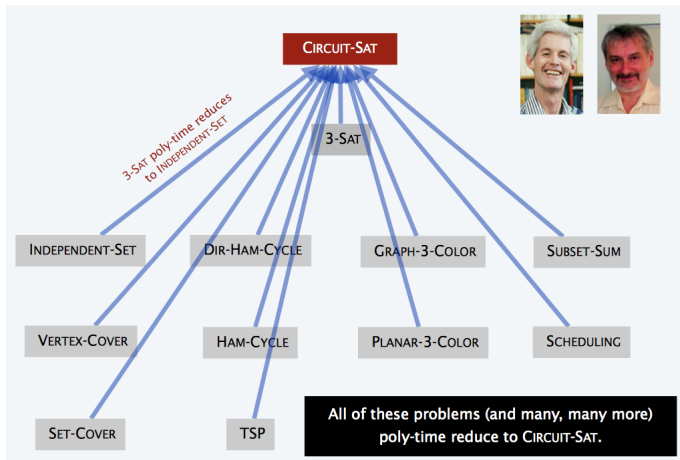 CIRCUIT-SAT
3-SAT poly-time reduces
to INDEPENDENT-SET
3-SAT
INDEPENDENT-SET
DIR-HAM-CYCLE
GRAPH-3-COLOR
SUBSET-SUM
VERTEX-COVER
HAM-CYCLE
PLANAR-3-COLOR
SCHEDULING
SET-COVER
TSP
All of these problems (and many, many more)
poly-time reduce to CIRCUIT-SAT.